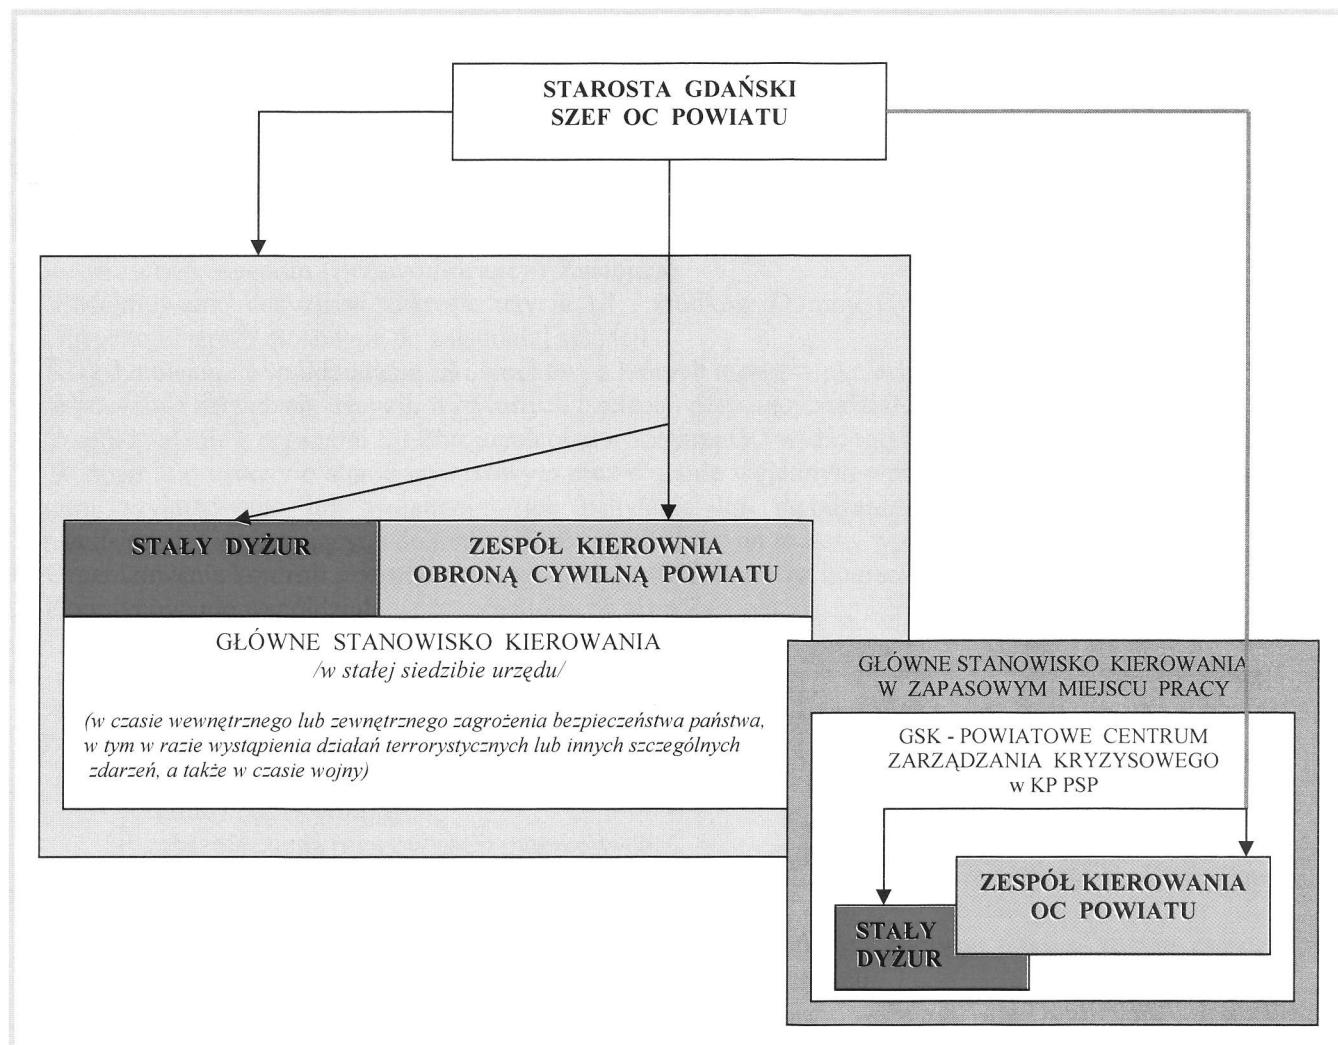 STAROSTA GDAŃSKI
SZEF OC POWIATU
STAŁY DYŻUR
ZESPÓŁ KIEROWNIA
OBRONĄ CYWILNĄ POWIATU
GŁÓWNE STANOWISKO KIEROWANIA
/w stałej siedzibie urzędu/
(w czasie wewnętrznego lub zewnętrznego zagrożenia bezpieczeństwa państwa,
w tym w razie wystąpienia działań terrorystycznych lub innych szczególnych
zdarzeń, a także w czasie wojny)
GŁÓWNE STANOWISKO KIEROWANIA
W ZAPASOWYM MIEJSCU PRACY
GSK - POWIATOWE CENTRUM
ZARZĄDZANIA KRYZYSOWEGO
w KP PSP
ZESPÓŁ KIEROWANIA
OC POWIATU
STAŁY
DYŻUR